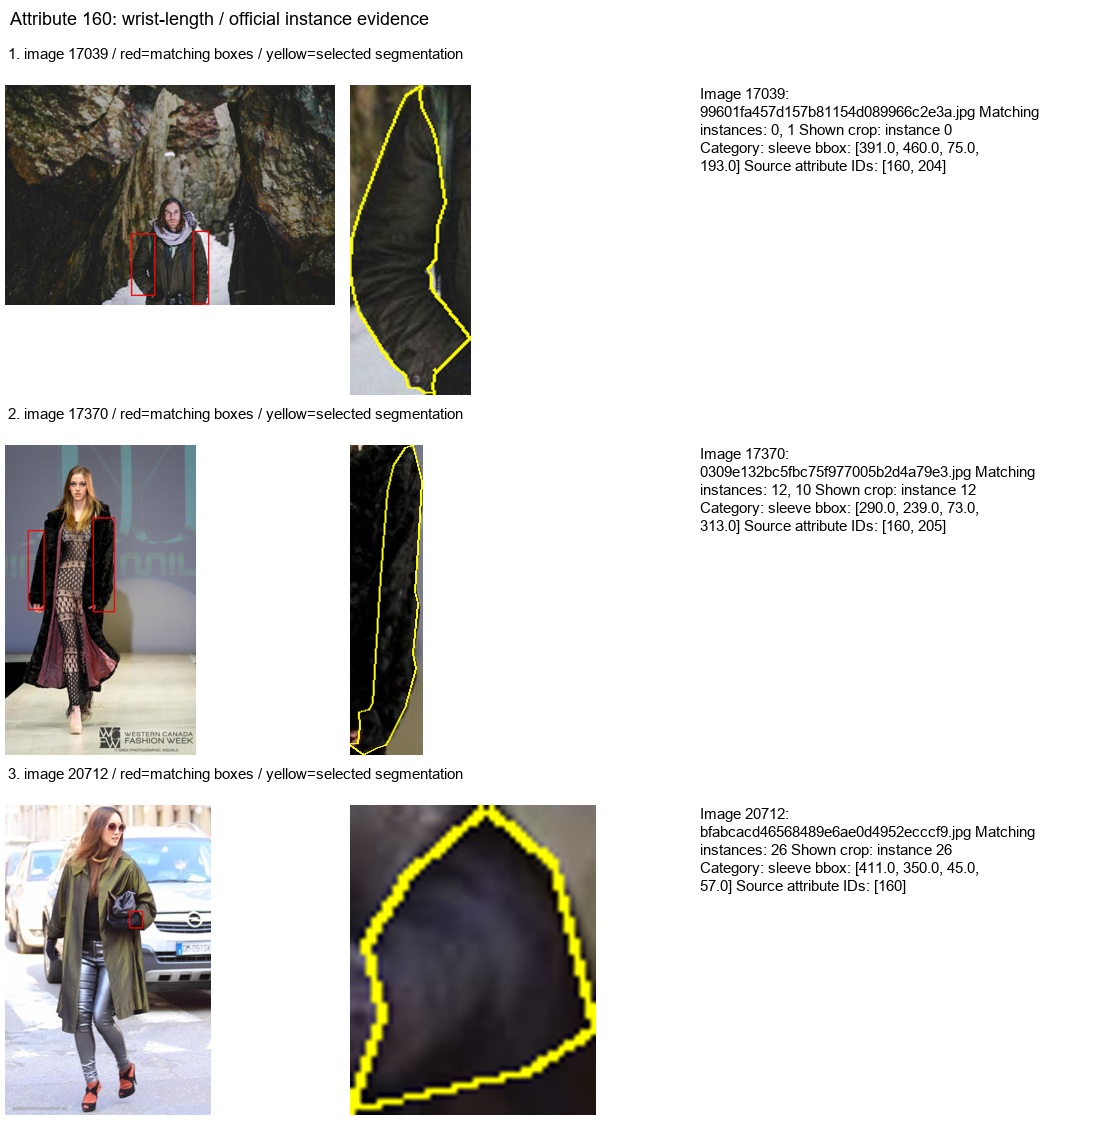 Attribute 160: wrist-length / official instance evidence
1. image 17039 / red=matching boxes / yellow=selected segmentation
Image 17039:
99601fa457d157b81154d089966c2e3a.jpg Matching
instances: 0, 1 Shown crop: instance 0
Category: sleeve bbox: [391.0, 460.0, 75.0,
193.0] Source attribute IDs: [160, 204]
2. image 17370 / red=matching boxes / yellow=selected segmentation
Image 17370:
0309e132bc5fbc75f977005b2d4a79e3.jpg Matching
instances: 12, 10 Shown crop: instance 12
Category: sleeve bbox: [290.0, 239.0, 73.0,
313.0] Source attribute IDs: [160, 205]
WESTERN CANADA
FASHION WEEK
3. image 20712 / red=matching boxes / yellow=selected segmentation
Image 20712:
bfabcacd46568489e6ae0d4952ecccf9.jpg Matching
instances: 26 Shown crop: instance 26
Category: sleeve bbox: [411.0, 350.0, 45.0,
57.0] Source attribute IDs: [160]